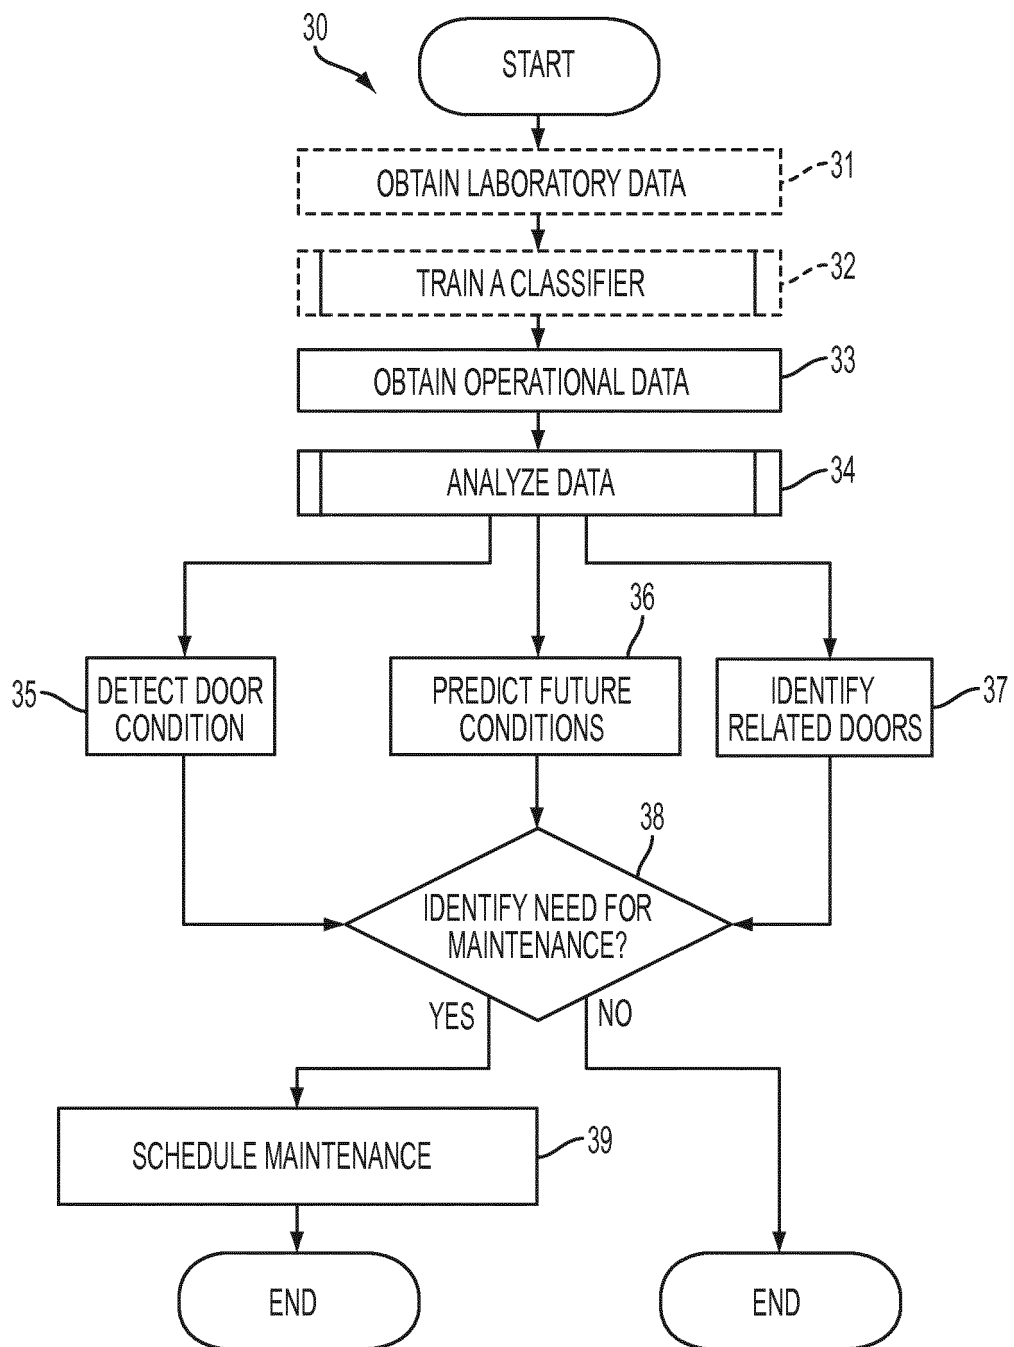 30
START
OBTAIN LABORATORY DATA
31
TRAIN A CLASSIFIER
32
OBTAIN OPERATIONAL DATA
33
ANALYZE DATA
34
35
DETECT DOOR
CONDITION
36
PREDICT FUTURE
CONDITIONS
IDENTIFY
RELATED DOORS
37
38
IDENTIFY NEED FOR
MAINTENANCE?
YES
NO
SCHEDULE MAINTENANCE
39
END
END